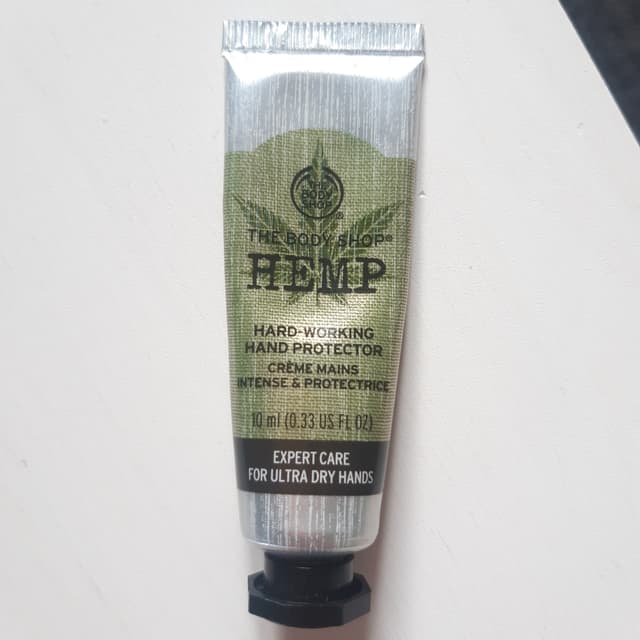 THE BODY SHOP
THE BODY SHOP®
HEMP
HARD-WORKING
HAND PROTECTOR
CRÈME MAINS
INTENSE & PROTECTRICE
10 ml (0.33 US FL OZ)
EXPERT CARE
FOR ULTRA DRY HANDS